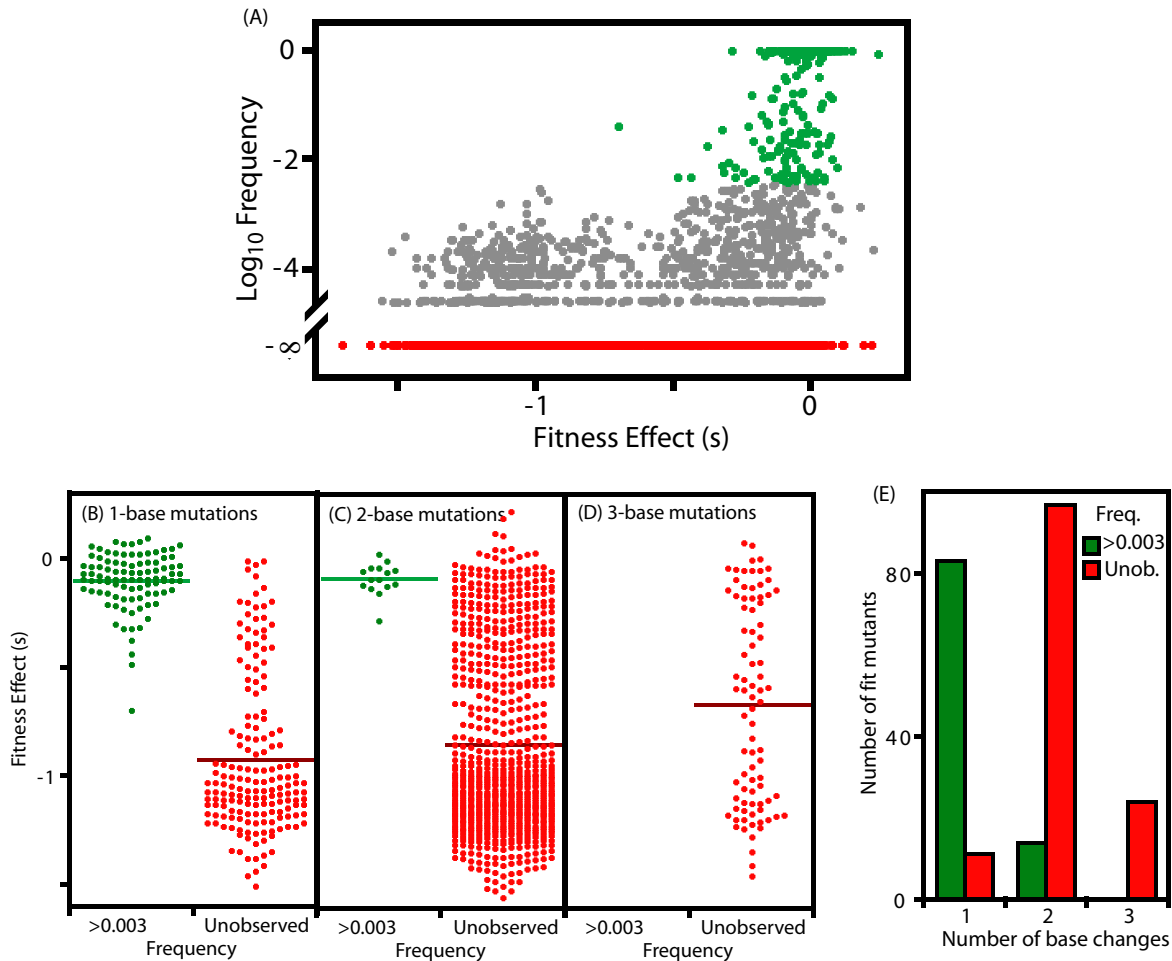 (A)
Log10 Frequency
0
-2
-4
-∞
-1
0
Fitness Effect (s)
(B) 1-base mutations
(C) 2-base mutations
(D) 3-base mutations
Fitness Effect (s)
0
-1
>0.003
Unobserved
Frequency
>0.003
Unobserved
Frequency
>0.003
Unobserved
Frequency
(E)
Number of fit mutants
80
40
0
Freq.
>0.003
Unob.
1
2
3
Number of base changes